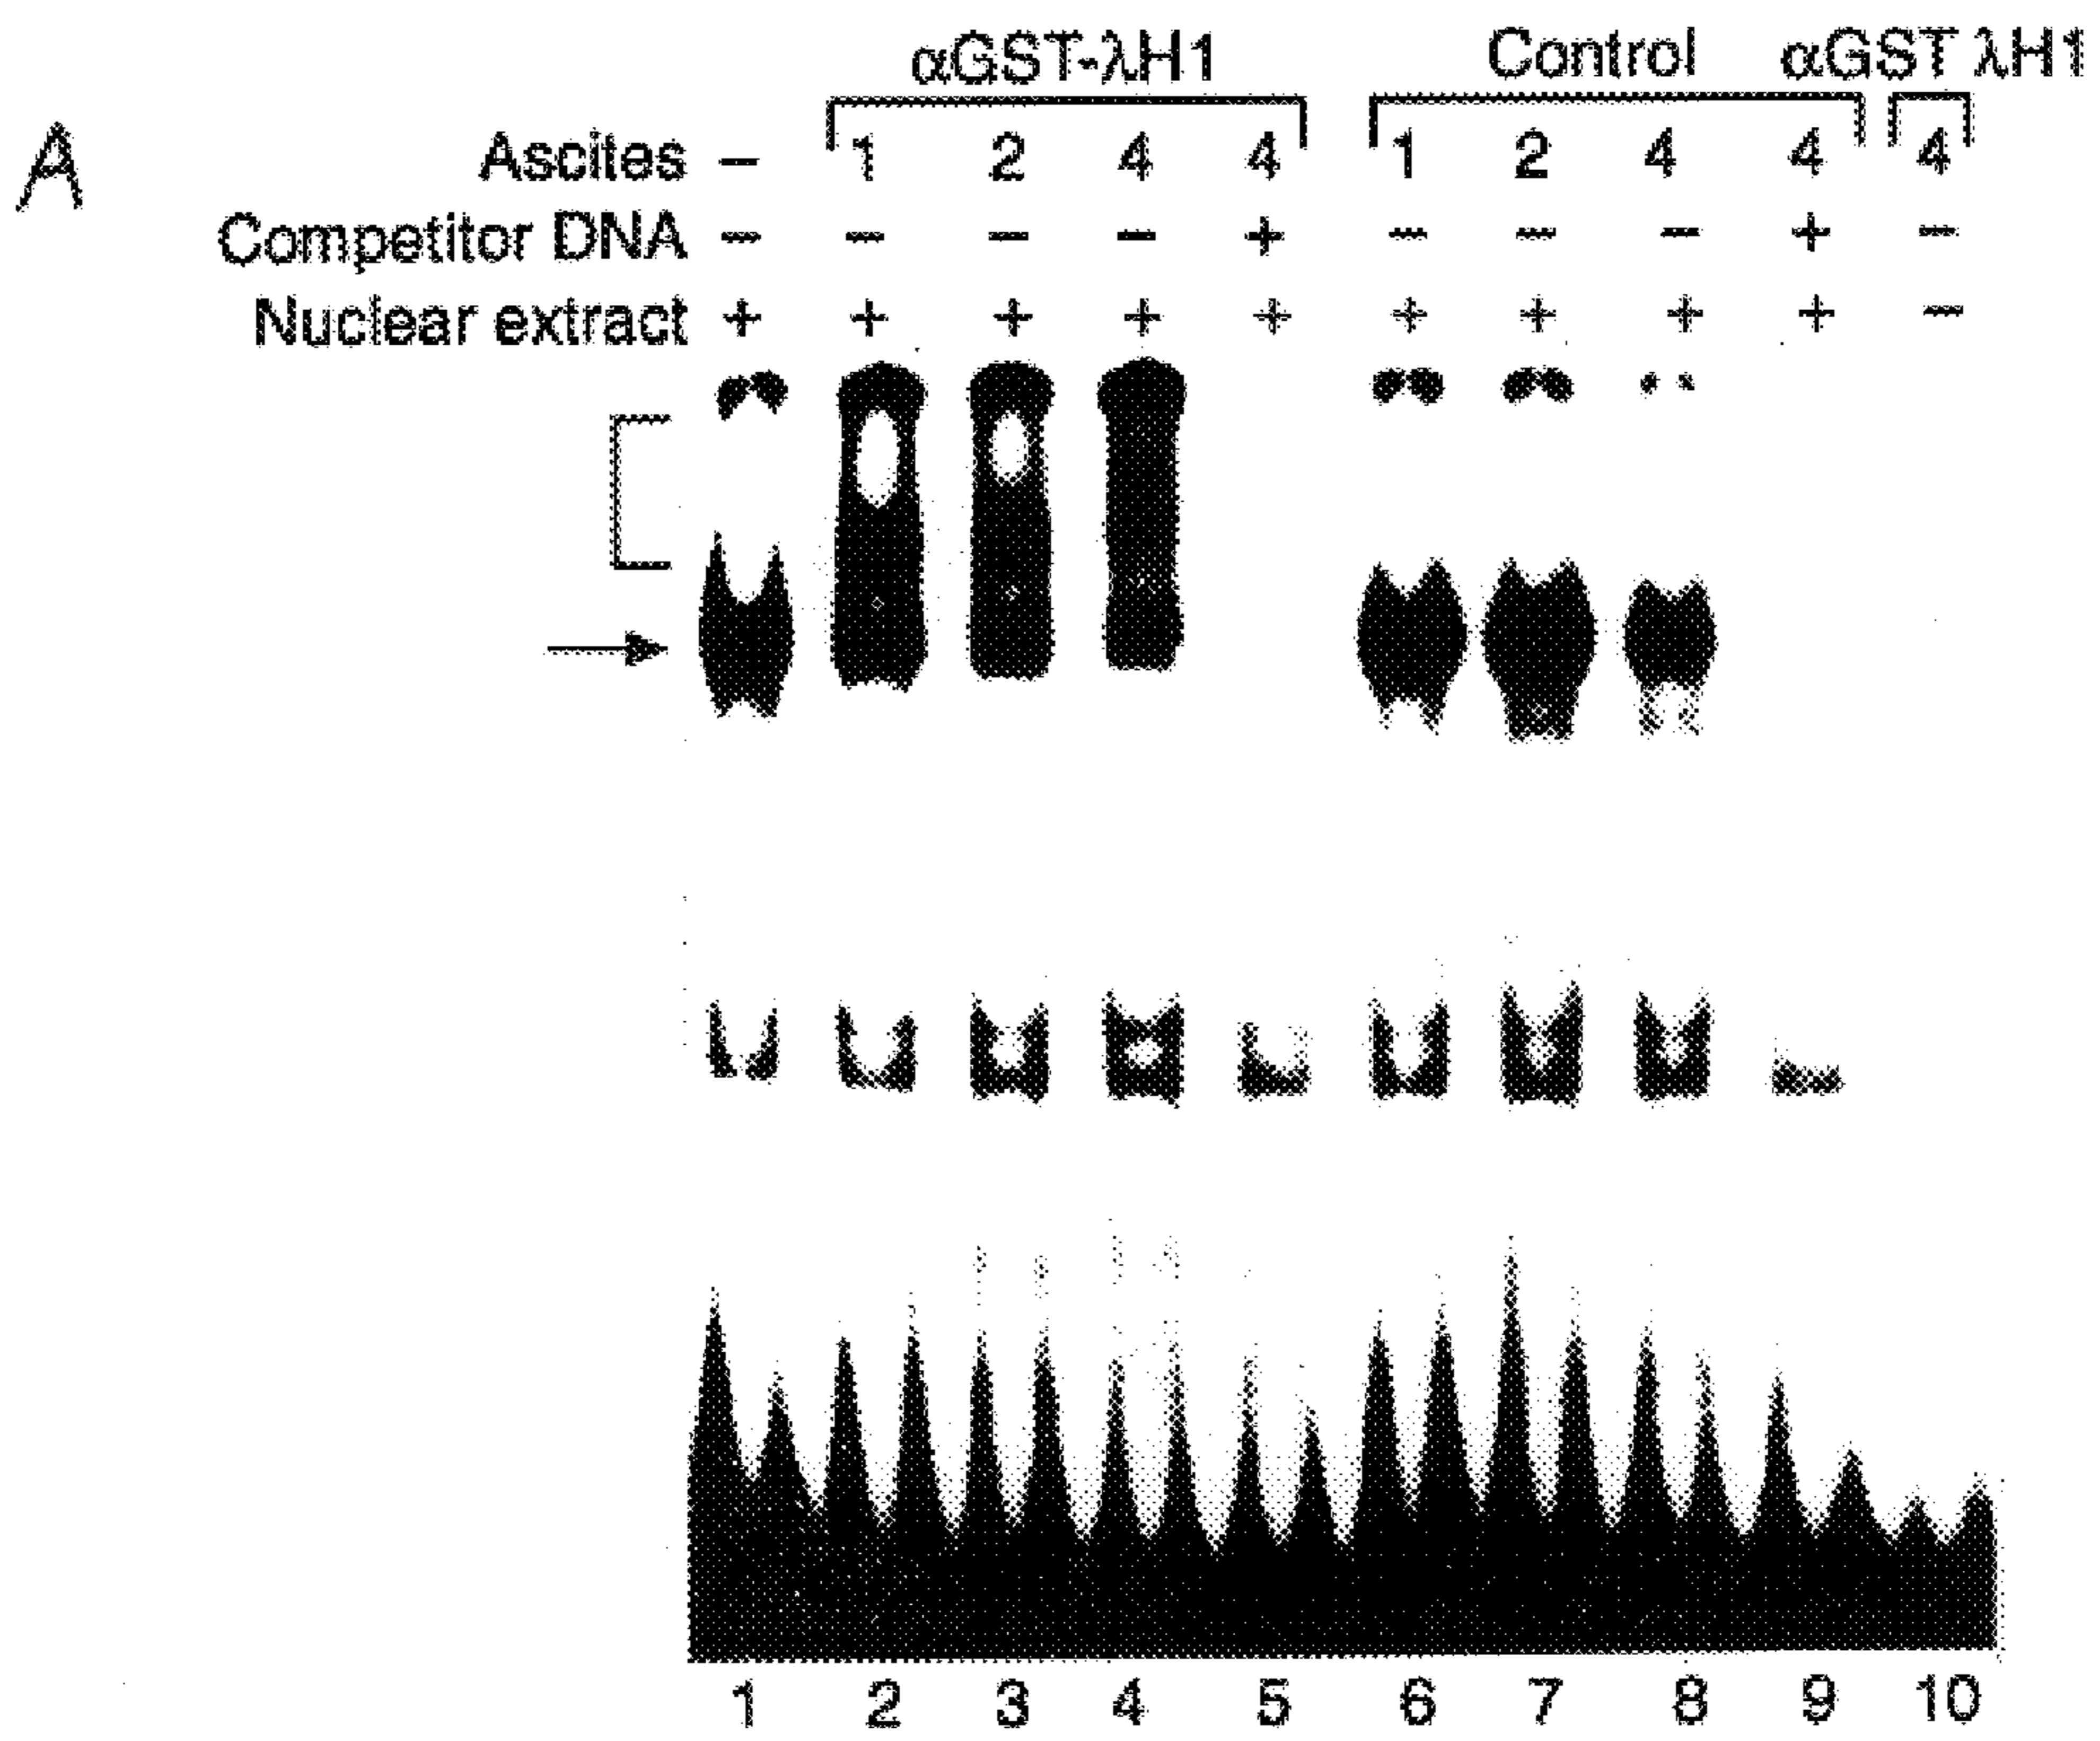 αGST-λH1 Control αGST λH1
A
Ascites – 1 2 4 4 1 2 4 4 4
Competitor DNA – – – – + – – – + –
Nuclear extract + + + + + + + + + –
1 2 3 4 5 6 7 8 9 10